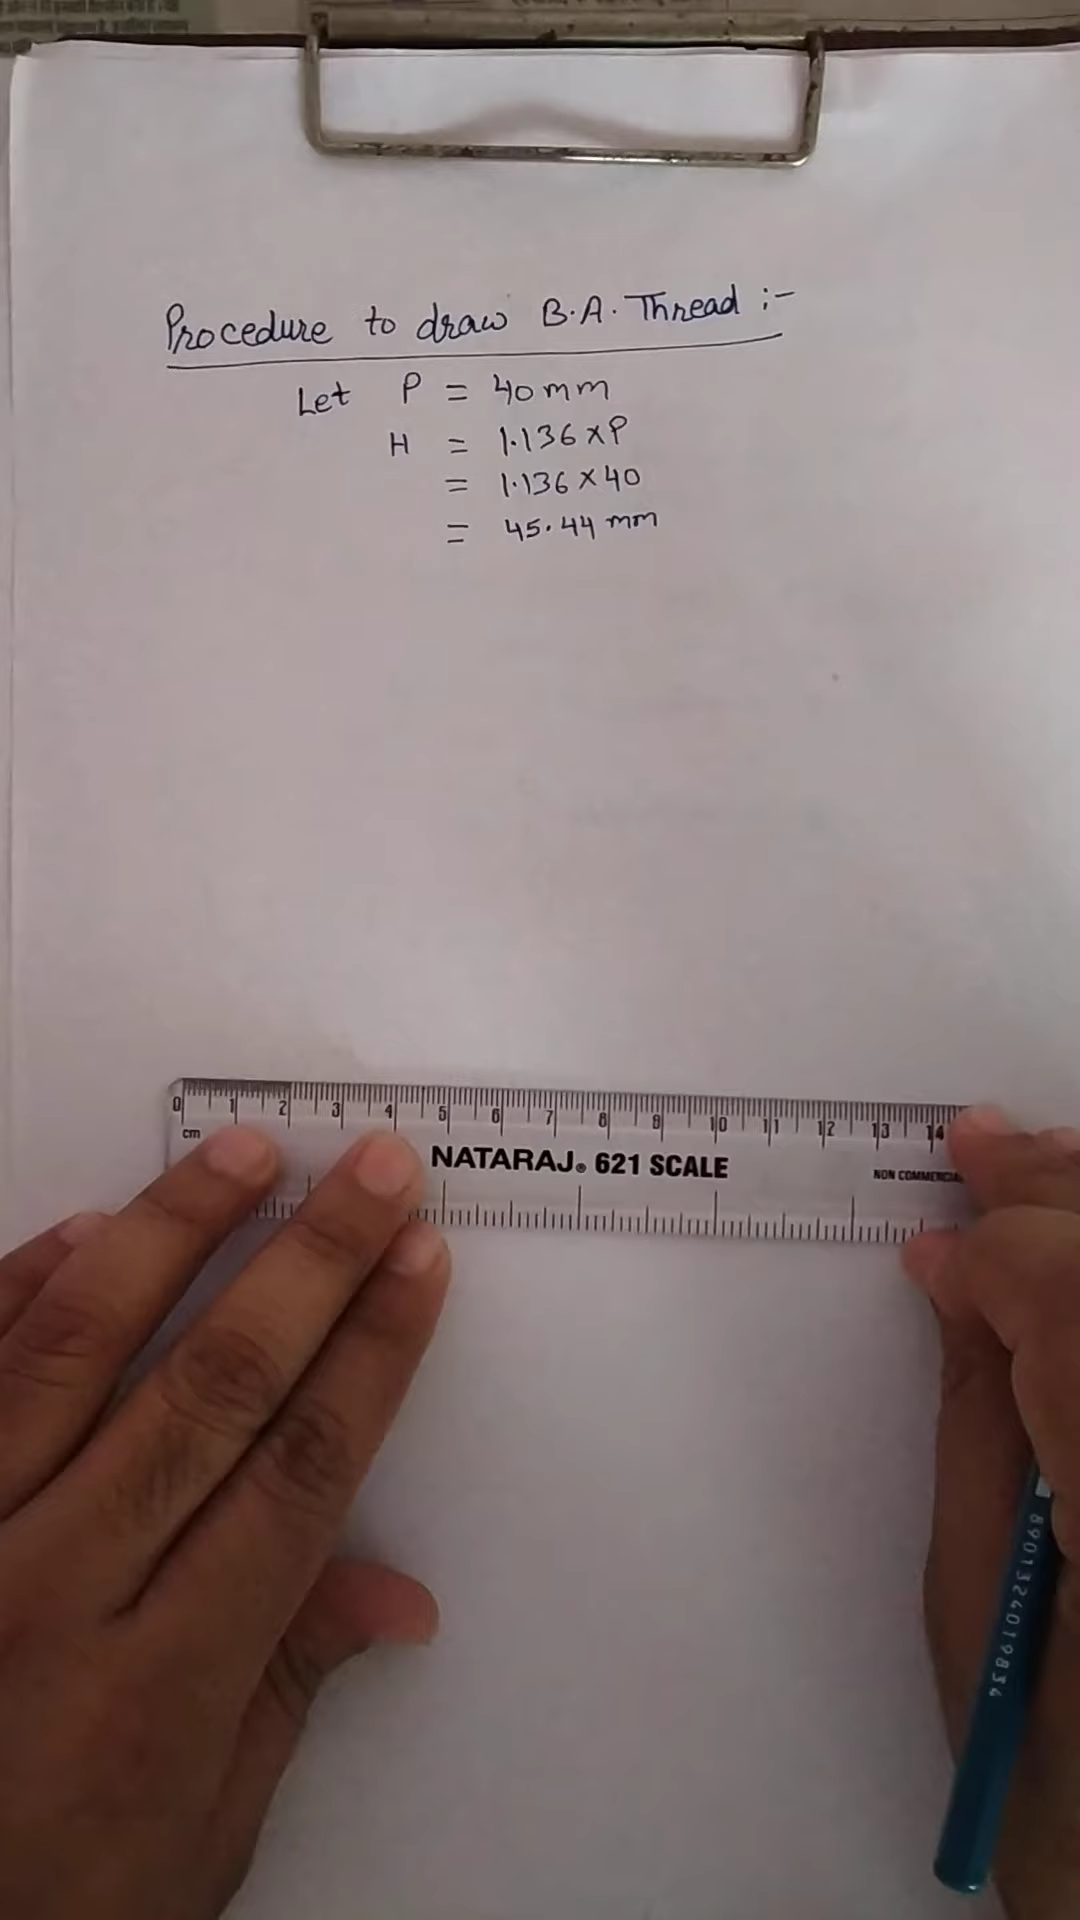 Procedure to draw B.A. Thread :-
Let P = 40mm
H = 1.136 x P
= 1.136 x 40
= 45.44 mm
0 1 2 3 4 5 6 7 8 9 10 11 12 13 14
cm
NATARAJ® 621 SCALE
NON COMMERCIAL
8901324019834